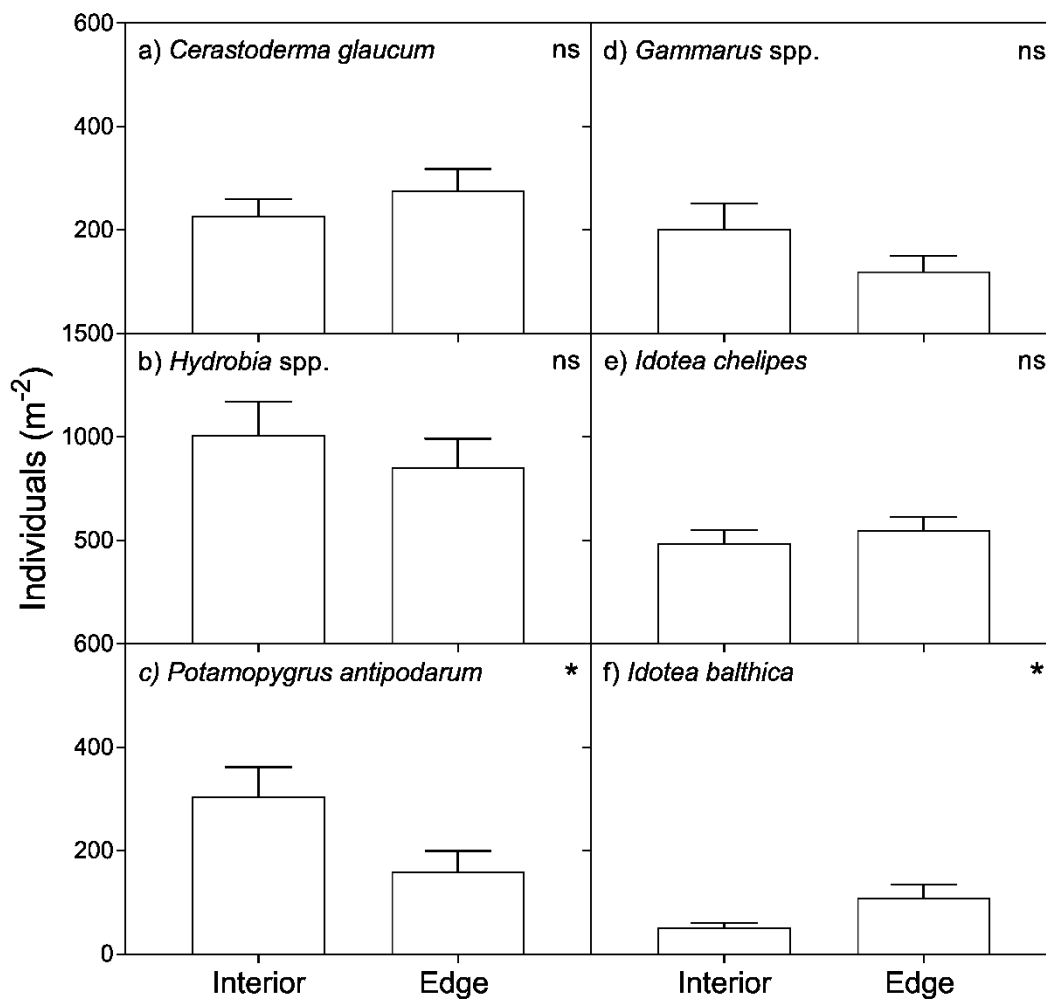 600
a) Cerastoderma glaucum ns
d) Gammarus spp. ns
400
200
1500
b) Hydrobia spp. ns
e) Idotea chelipes ns
1000
500
600
c) Potamopygrus antipodarum *
f) Idotea balthica *
400
200
0
Individuals (m⁻²)
Interior Edge Interior Edge